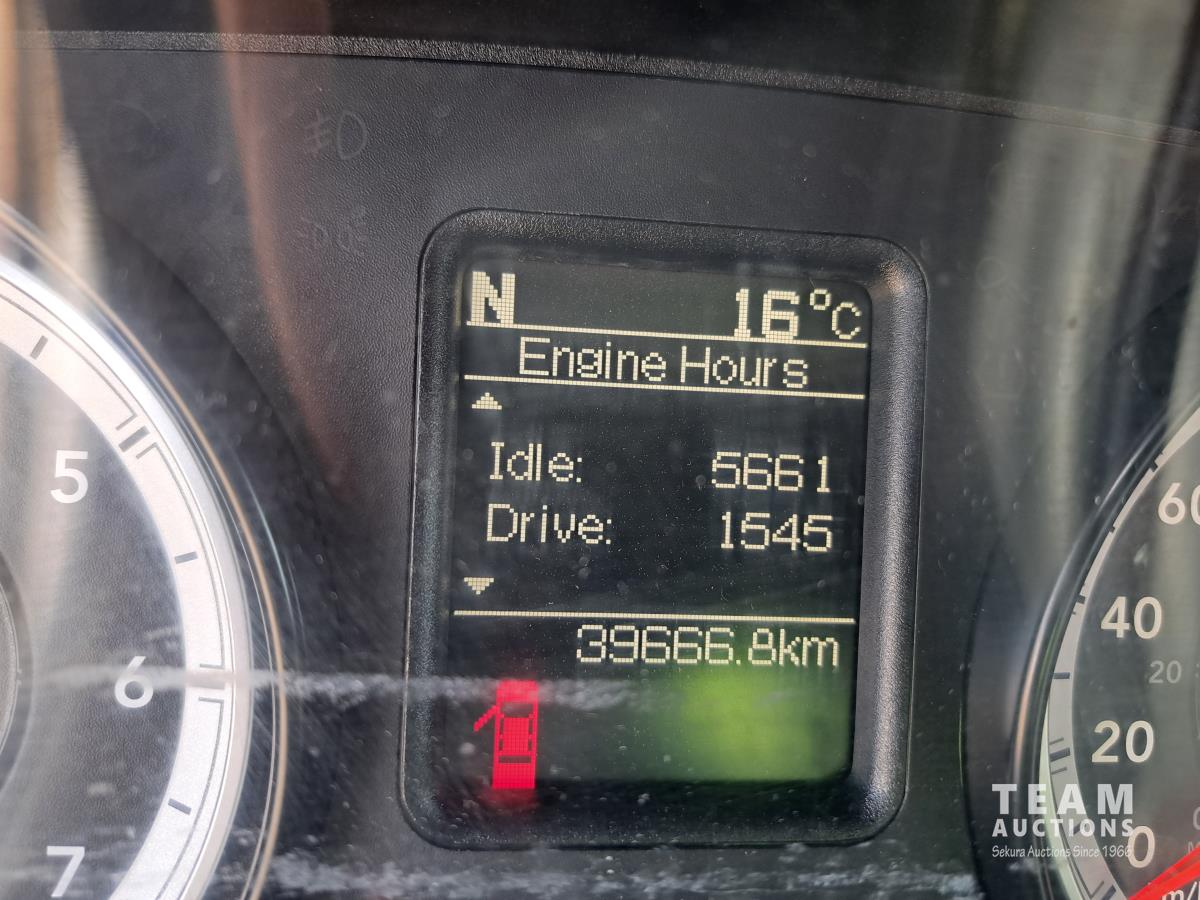 N 16°C
Engine Hours
Idle: 5661
Drive: 1545
39666.8km
5
6
7
60
40
20
20
0
TEAM
AUCTIONS
Sekura Auctions Since 1966